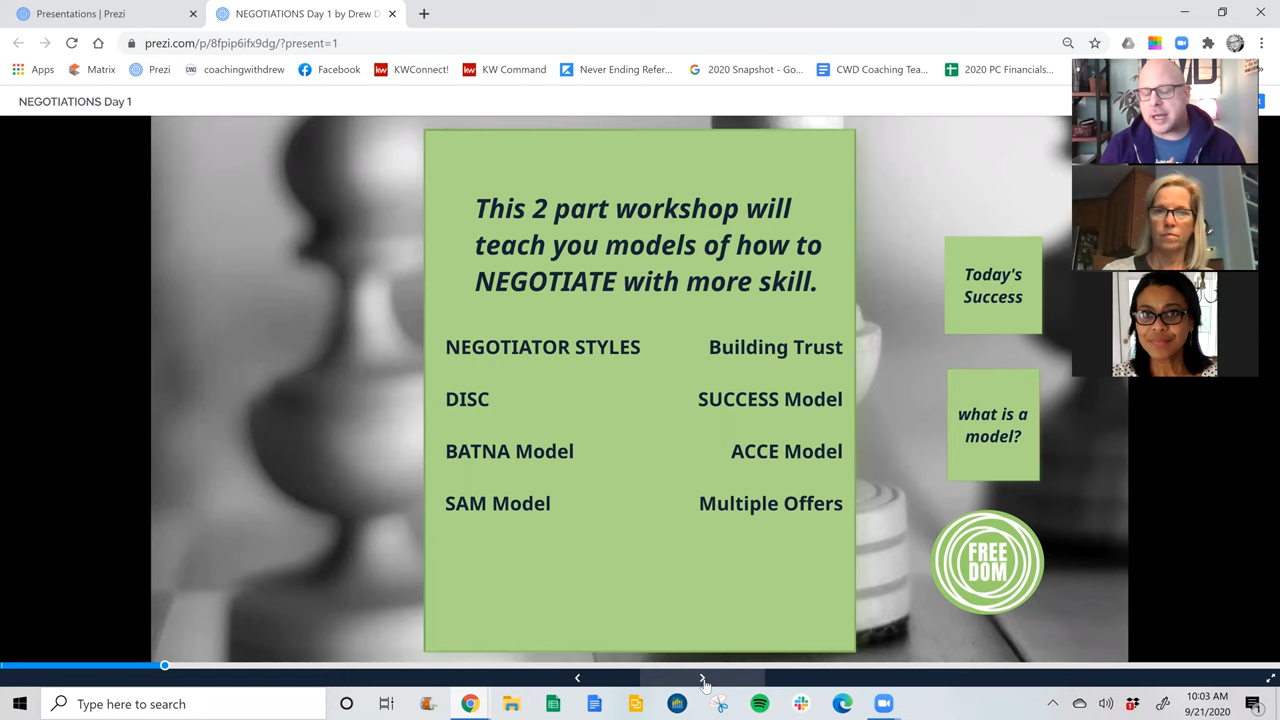 Presentations | Prezi
NEGOTIATIONS Day 1 by Drew D
prezi.com/p/8fpip6ifx9dg/?present=1
Apps
Matrix
Prezi
coachingwithdrew
Facebook
KWConnect!
KW Command
Never Ending Refer...
2020 Snapshot - Go...
CWD Coaching Tea...
2020 PC Financials...
NEGOTIATIONS Day 1
This 2 part workshop will
teach you models of how to
NEGOTIATE with more skill.
NEGOTIATOR STYLES
Building Trust
DISC
SUCCESS Model
BATNA Model
ACCE Model
SAM Model
Multiple Offers
Today's
Success
what is a
model?
FREE
DOM
Type here to search
10:03 AM
9/21/2020